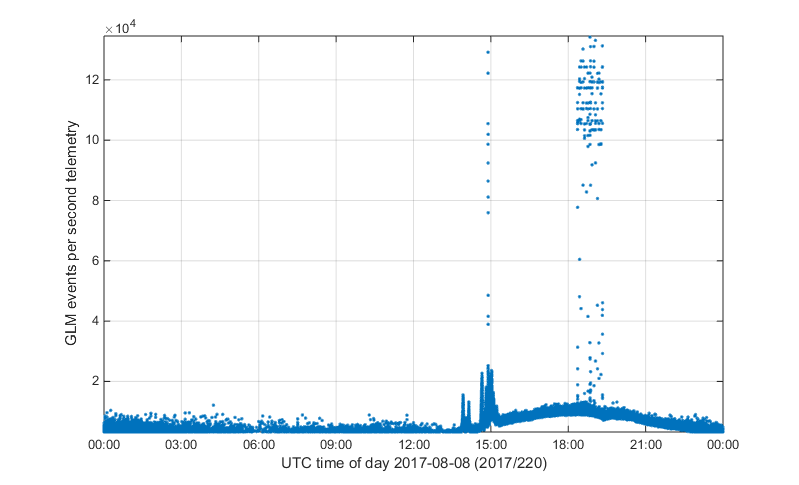 ×10⁴
12
10
8
6
4
2
GLM events per second telemetry
00:00 03:00 06:00 09:00 12:00 15:00 18:00 21:00 00:00
UTC time of day 2017-08-08 (2017/220)